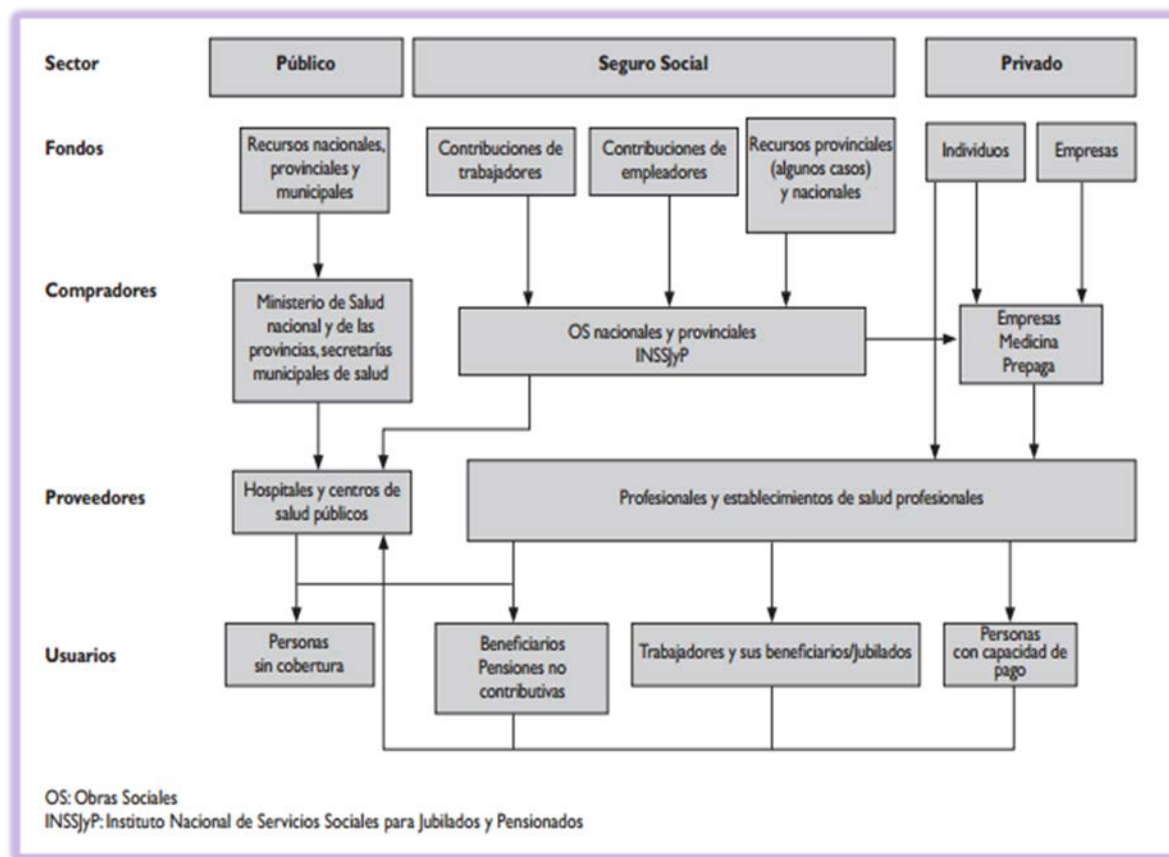 Sector
Público
Seguro Social
Privado
Fondos
Recursos nacionales,
provinciales y
municipales
Contribuciones de
trabajadores
Contribuciones de
empleadores
Recursos provinciales
(algunos casos)
y nacionales
Individuos
Empresas
Compradores
Ministerio de Salud
nacional y de las
provincias, secretarías
municipales de salud
OS nacionales y provinciales
INSSJyP
Empresas
Medicina
Prepaga
Proveedores
Hospitales y centros de
salud públicos
Profesionales y establecimientos de salud profesionales
Usuarios
Personas
sin cobertura
Beneficiarios
Pensiones no
contributivas
Trabajadores y sus beneficiarios/Jubilados
Personas
con capacidad de
pago
OS: Obras Sociales
INSSJyP: Instituto Nacional de Servicios Sociales para Jubilados y Pensionados